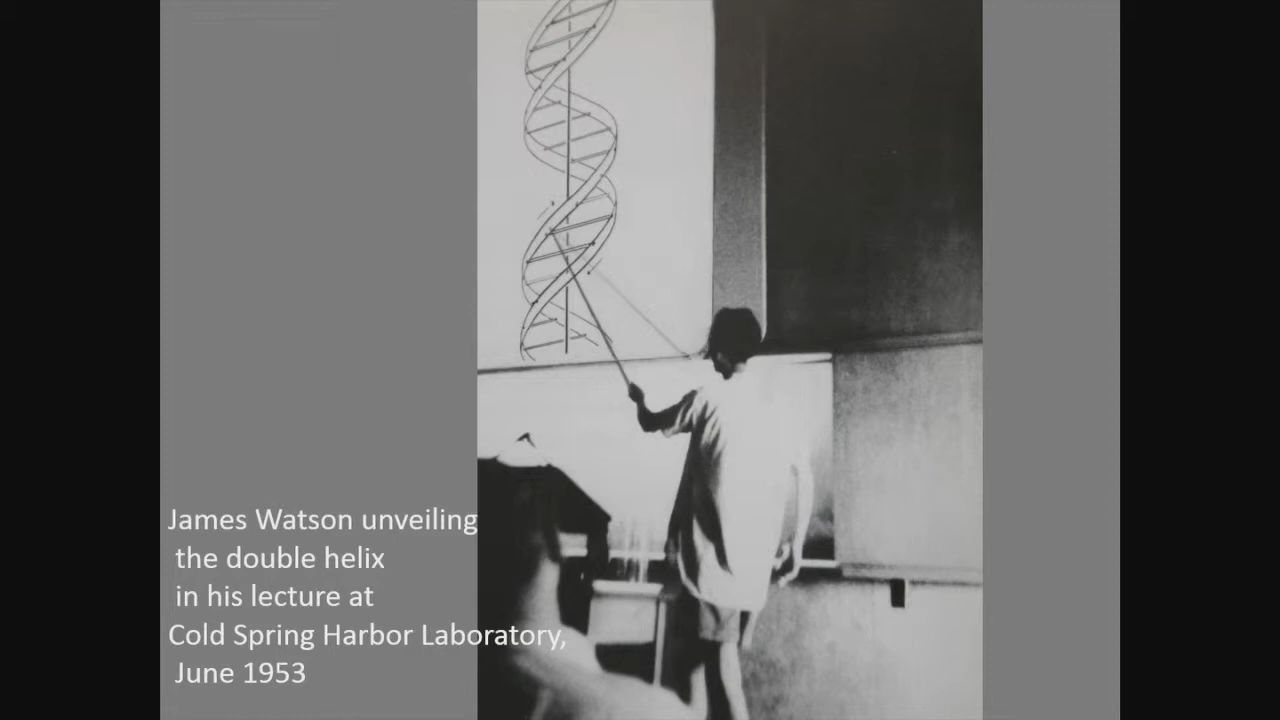 James Watson unveiling
the double helix
in his lecture at
Cold Spring Harbor Laboratory,
June 1953